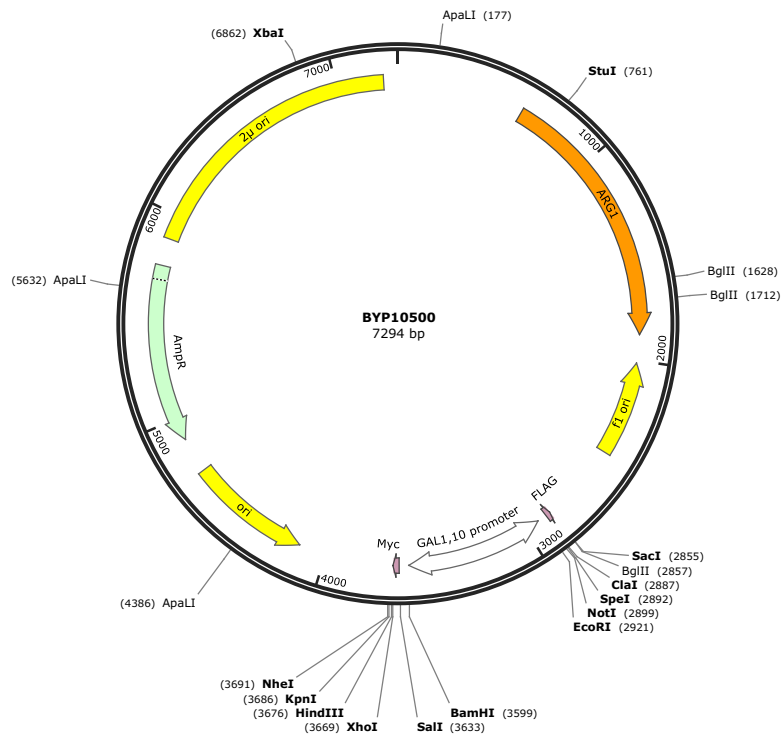 ApaLI (177)
(6862) XbaI
7000
StuI (761)
2μ ori
1000
ARG1
6000
BglII (1628)
(5632) ApaLI
BglII (1712)
BYP10500
7294 bp
AmpR
2000
f1 ori
5000
ori
FLAG
GAL1,10 promoter
3000
Myc
SacI (2855)
BglII (2857)
4000
ClaI (2887)
SpeI (2892)
(4386) ApaLI
NotI (2899)
EcoRI (2921)
(3691) NheI
(3686) KpnI
(3676) HindIII
BamHI (3599)
(3669) XhoI
SalI (3633)